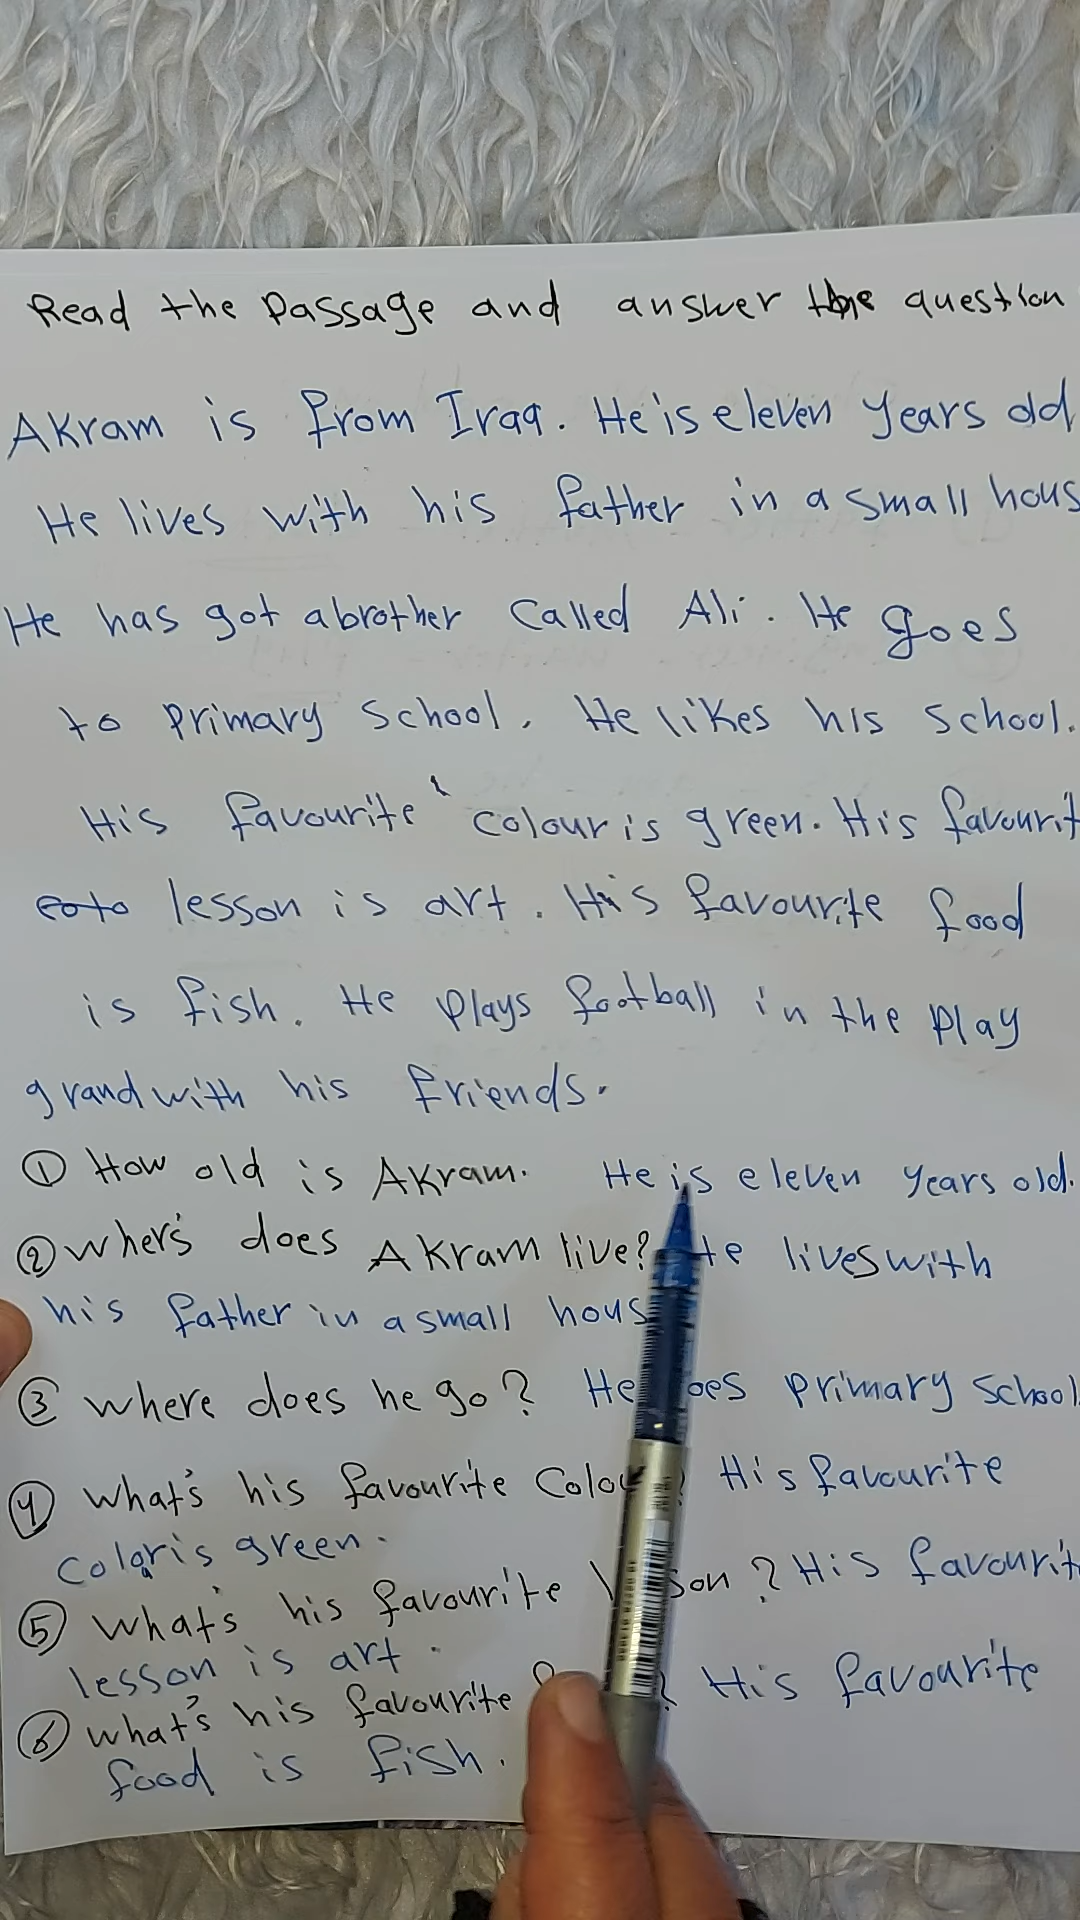 Read the Passage and answer the question
AKram is from Iraq. He'is eleven years old
He lives with his father in a small hous
He has got abrother Called Ali. He goes
to Primary School. He likes his school.
His favourite colour is green. His favourit
lesson is art. His favourite food
is fish. He plays football in the play
grand with his friends.
① How old is AKram. He is eleven years old.
② wher's does AKram live? He lives with
his father in a small hous
③ where does he go? He oes primary School
④ what's his favourite Colou ? His favourite
color is green.
⑤ what's his favourite l son? His favourit
lesson is art.
⑥ what's his favourite ? His favourite
food is fish.